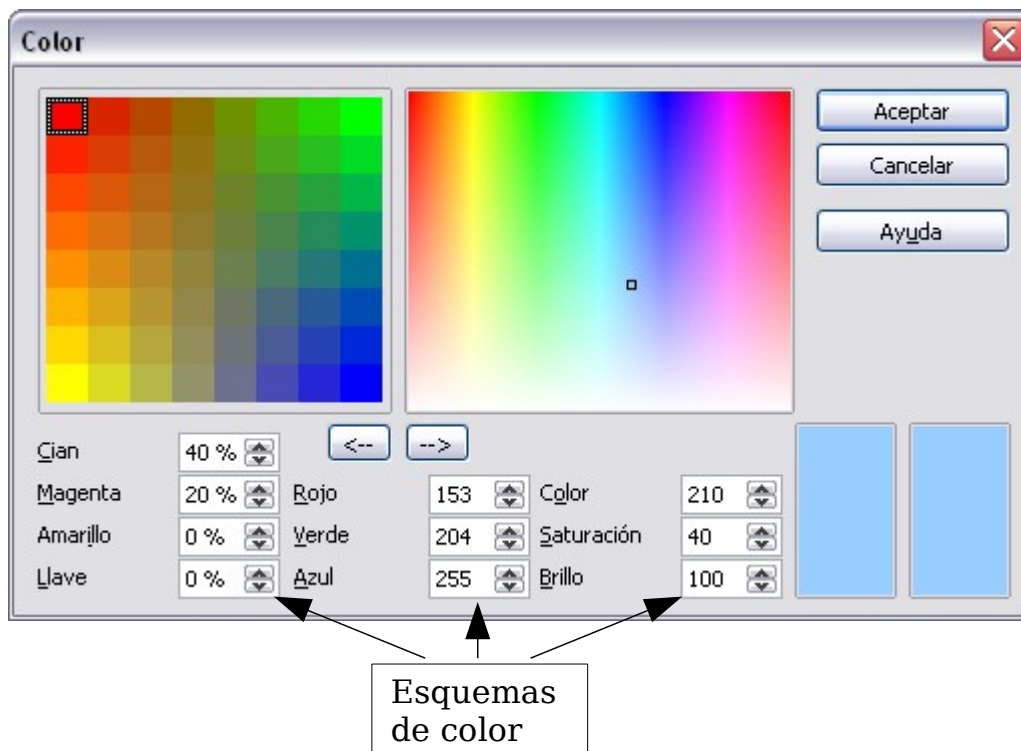 Color
Aceptar
Cancelar
Ayuda
<-- -->
Cian 40 %
Magenta 20 % Rojo 153 Color 210
Amarillo 0 % Verde 204 Saturación 40
Llave 0 % Azul 255 Brillo 100
Esquemas
de color